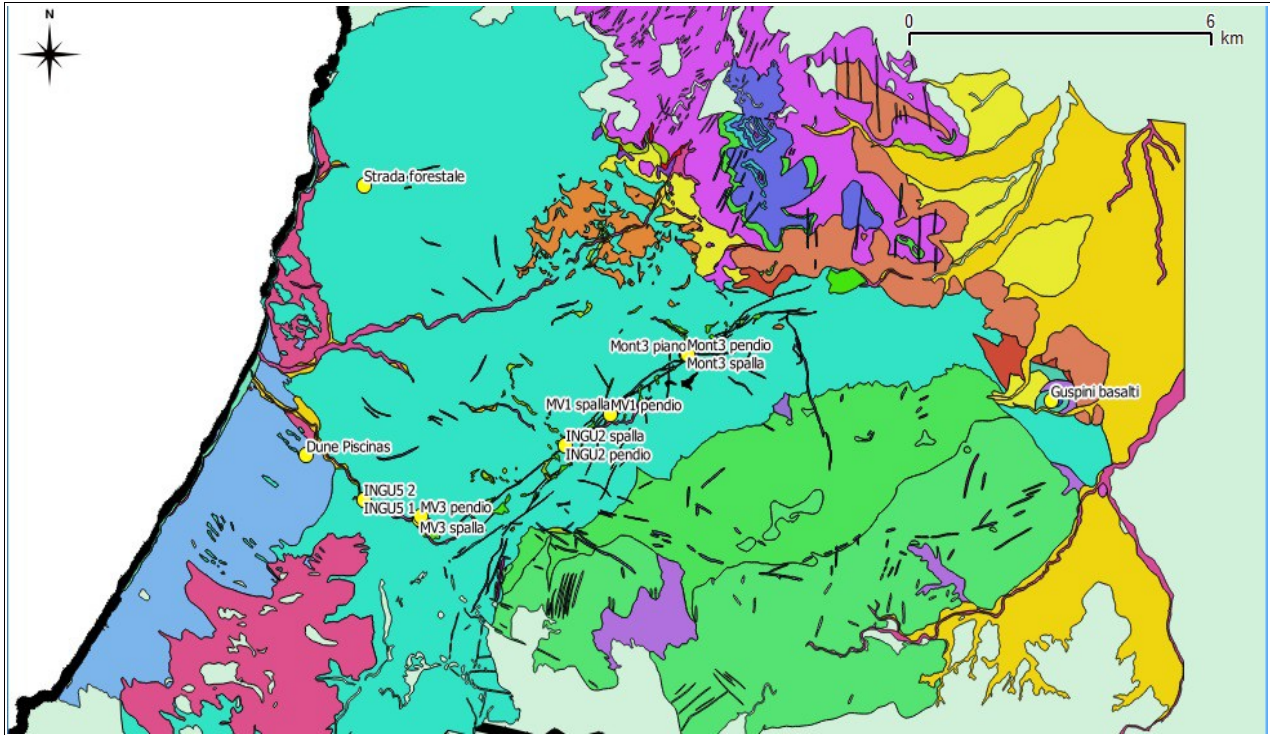 N
0 6
km
Strada forestale
Mont3 piano Mont3 pendio
Mont3 spalla
Guspini basalti
MV1 spalla MV1 pendio
INGU2 spalla
INGU2 pendio
Dune Piscinas
INGU5 2
INGU5 1
MV3 pendio
MV3 spalla